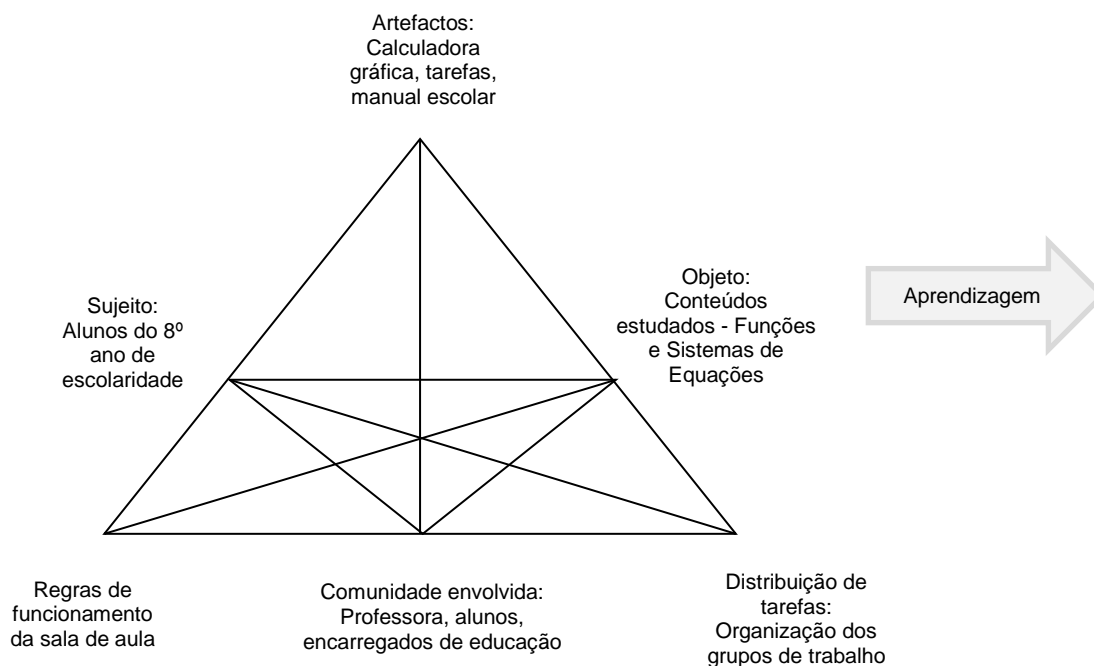 Artefactos:
Calculadora
gráfica, tarefas,
manual escolar
Sujeito:
Alunos do 8º
ano de
escolaridade
Objeto:
Conteúdos
estudados - Funções
e Sistemas de
Equações
Aprendizagem
Regras de
funcionamento
da sala de aula
Comunidade envolvida:
Professora, alunos,
encarregados de educação
Distribuição de
tarefas:
Organização dos
grupos de trabalho